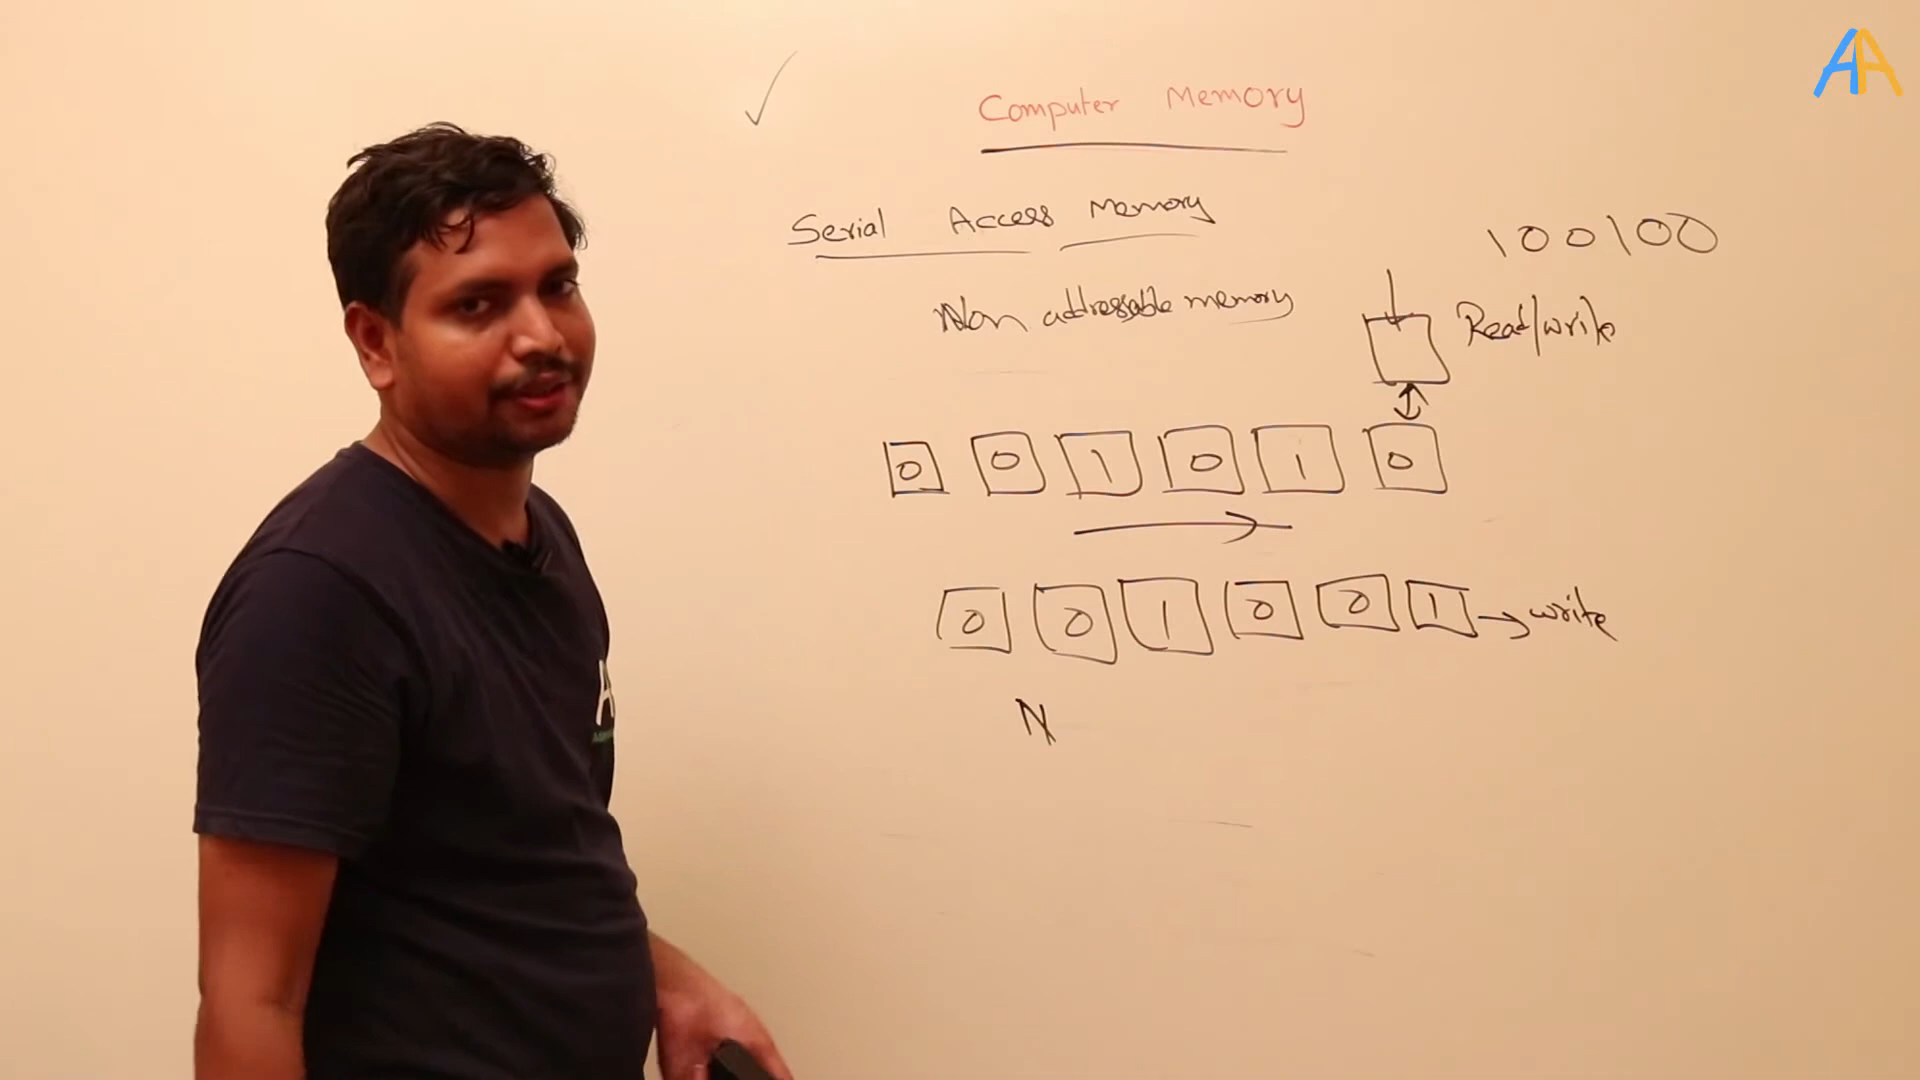 Computer Memory
Serial Access Memory
100100
Non addressable memory
Read/write
0 0 1 0 1 0
0 0 1 0 0 1 → write
N
AA